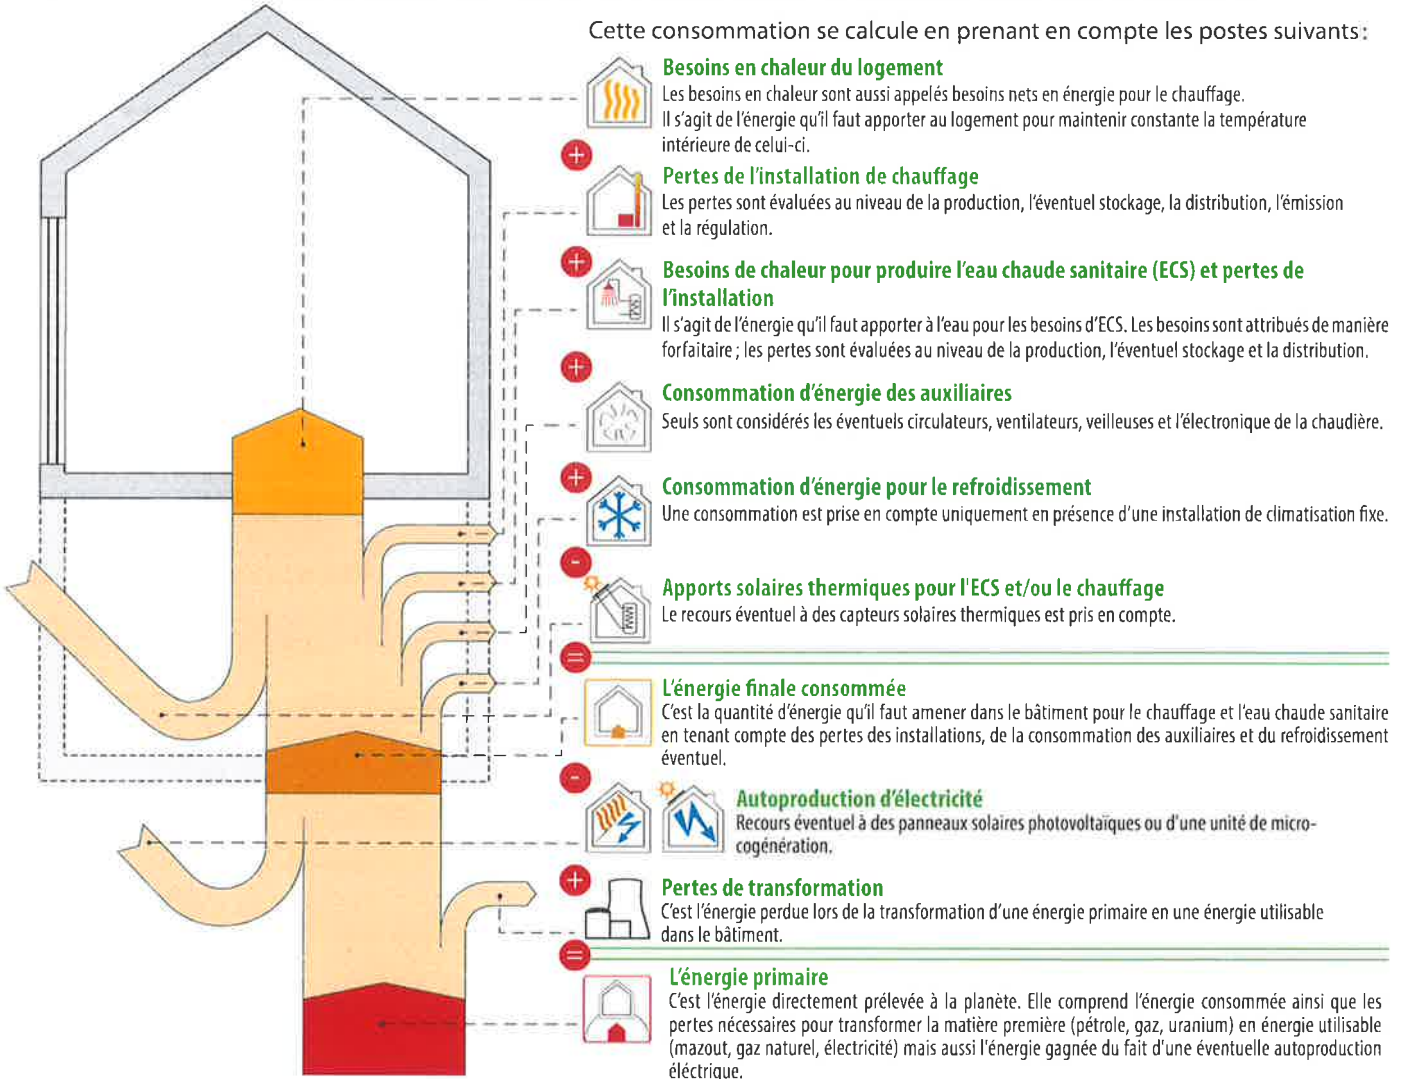 Cette consommation se calcule en prenant en compte les postes suivants :
Besoins en chaleur du logement
Les besoins en chaleur sont aussi appelés besoins nets en énergie pour le chauffage.
Il s'agit de l'énergie qu'il faut apporter au logement pour maintenir constante la température
intérieure de celui-ci.
+
Pertes de l'installation de chauffage
Les pertes sont évaluées au niveau de la production, l'éventuel stockage, la distribution, l'émission
et la régulation.
+
Besoins de chaleur pour produire l'eau chaude sanitaire (ECS) et pertes de
l'installation
Il s'agit de l'énergie qu'il faut apporter à l'eau pour les besoins d'ECS. Les besoins sont attribués de manière
forfaitaire ; les pertes sont évaluées au niveau de la production, l'éventuel stockage et la distribution.
+
Consommation d'énergie des auxiliaires
Seuls sont considérés les éventuels circulateurs, ventilateurs, veilleuses et l'électronique de la chaudière.
+
Consommation d'énergie pour le refroidissement
Une consommation est prise en compte uniquement en présence d'une installation de climatisation fixe.
-
Apports solaires thermiques pour l'ECS et/ou le chauffage
Le recours éventuel à des capteurs solaires thermiques est pris en compte.
=
L'énergie finale consommée
C'est la quantité d'énergie qu'il faut amener dans le bâtiment pour le chauffage et l'eau chaude sanitaire
en tenant compte des pertes des installations, de la consommation des auxiliaires et du refroidissement
éventuel.
-
Autoproduction d'électricité
Recours éventuel à des panneaux solaires photovoltaïques ou d'une unité de micro-
cogénération.
+
Pertes de transformation
C'est l'énergie perdue lors de la transformation d'une énergie primaire en une énergie utilisable
dans le bâtiment.
=
L'énergie primaire
C'est l'énergie directement prélevée à la planète. Elle comprend l'énergie consommée ainsi que les
pertes nécessaires pour transformer la matière première (pétrole, gaz, uranium) en énergie utilisable
(mazout, gaz naturel, électricité) mais aussi l'énergie gagnée du fait d'une éventuelle autoproduction
éléctrique.